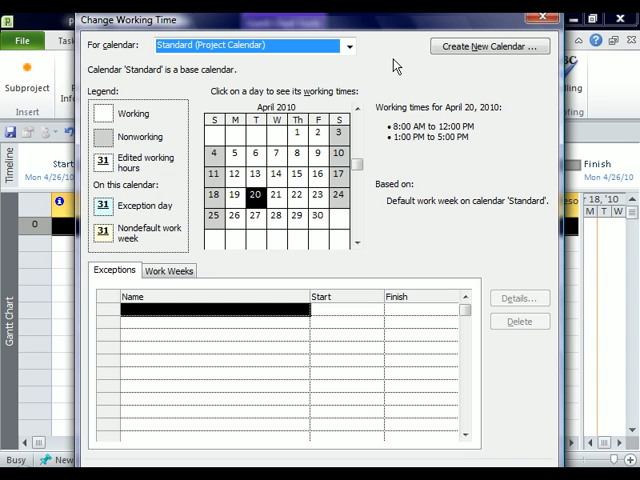 Change Working Time
File
Task
For calendar:
Standard (Project Calendar)
Create New Calendar ...
Calendar 'Standard' is a base calendar.
Subproject
Insert
Legend:
Working
Nonworking
31 Edited working hours
On this calendar:
31 Exception day
31 Nondefault work week
Click on a day to see its working times:
April 2010
S M T W Th F S
1 2 3
4 5 6 7 8 9 10
11 12 13 14 15 16 17
18 19 20 21 22 23 24
25 26 27 28 29 30
Working times for April 20, 2010:
• 8:00 AM to 12:00 PM
• 1:00 PM to 5:00 PM
Based on:
Default work week on calendar 'Standard'.
Timeline
Start
Mon 4/26/10
Finish
Mon 4/26/10
18, '10
M T W
0
Gantt Chart
Exceptions
Work Weeks
Name Start Finish
Details...
Delete
Busy
New